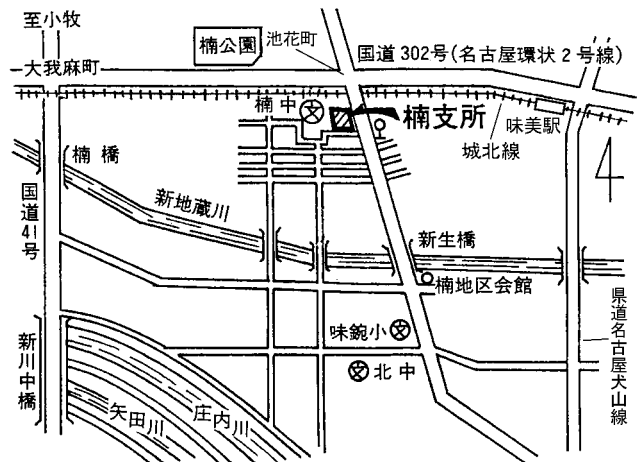 至小牧
楠公園
池花町
国道302号(名古屋環状2号線)
大我麻町
楠中
文
楠支所
味美駅
城北線
楠橋
国道41号
新地蔵川
新生橋
楠地区会館
県道名古屋犬山線
味鋺小
文
新川中橋
北中
文
庄内川
矢田川